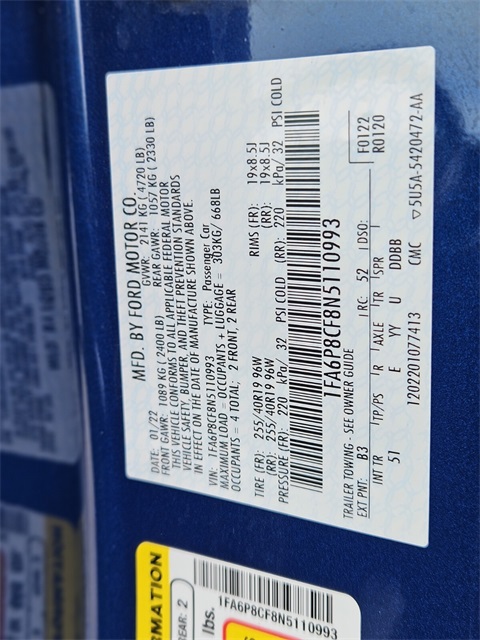 MFD. BY FORD MOTOR CO.
DATE: 01/22 GVWR: 2141 KG ( 4720 LB)
FRONT GAWR: 1089 KG ( 2400 LB) REAR GAWR: 1057 KG ( 2330 LB)
THIS VEHICLE CONFORMS TO ALL APPLICABLE FEDERAL MOTOR
VEHICLE SAFETY, BUMPER, AND THEFT PREVENTION STANDARDS
IN EFFECT ON THE DATE OF MANUFACTURE SHOWN ABOVE.
VIN: 1FA6P8CF8N5110993 TYPE: Passenger Car
MAXIMUM LOAD = OCCUPANTS + LUGGAGE = 303KG/ 668LB
OCCUPANTS = 4 TOTAL; 2 FRONT, 2 REAR
TIRE (FR): 255/40R19 96W RIMS (FR): 19x8.5J
(RR): 255/40R19 96W (RR): 19x8.5J
PRESSURE (FR): 220 kPa/ 32 PSI COLD (RR): 220 kPa/ 32 PSI COLD
1FA6P8CF8N5110993
TRAILER TOWING - SEE OWNER GUIDE
EXT PNT: B3 RC: 52 DSO: F0122
INT TR TP/PS R AXLE TR SPR R0120
51 E YY U DDBB
1202201077413 CMC ▽5U5A-5420472-AA
RMATION
REAR: 2
lbs.
1FA6P8CF8N5110993